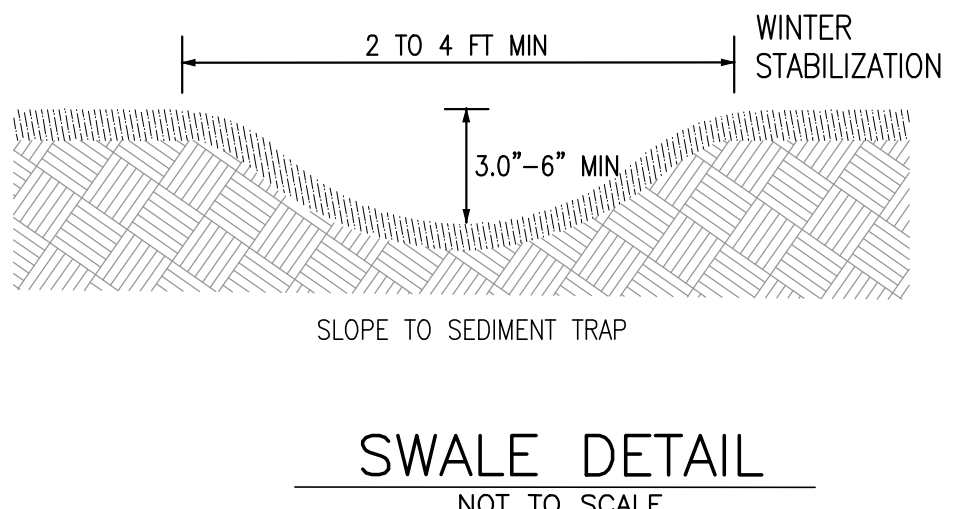 2 TO 4 FT MIN
WINTER
STABILIZATION
3.0”-6” MIN
SLOPE TO SEDIMENT TRAP
SWALE DETAIL
NOT TO SCALE